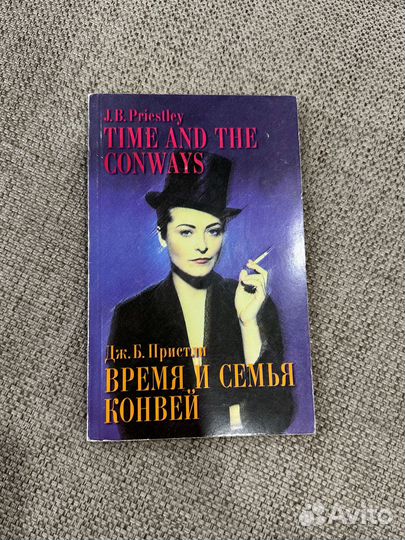 J.B. Priestley
TIME AND THE
CONWAYS
Дж. Б. Пристли
ВРЕМЯ И СЕМЬЯ
КОНВЕЙ
Avito